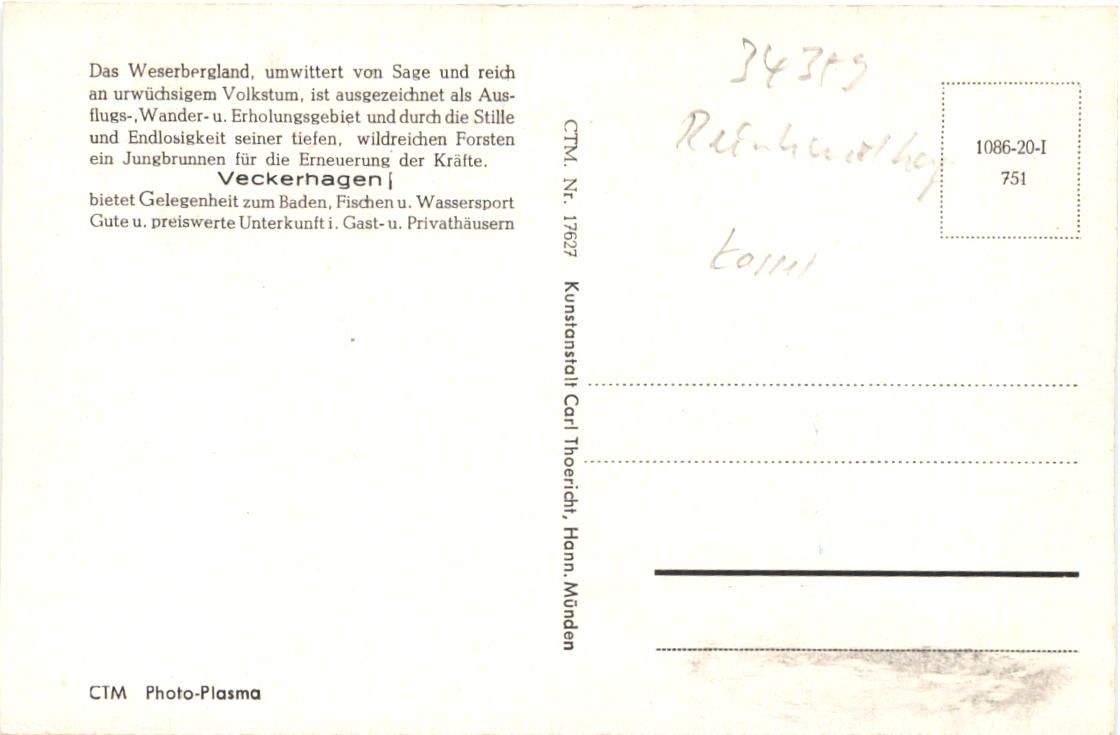 Das Weserbergland, umwittert von Sage und reich
an urwüchsigem Volkstum, ist ausgezeichnet als Aus-
flugs-, Wander- u. Erholungsgebiet und durch die Stille
und Endlosigkeit seiner tiefen, wildreichen Forsten
ein Jungbrunnen für die Erneuerung der Kräfte.
Veckerhagen
bietet Gelegenheit zum Baden, Fischen u. Wassersport
Gute u. preiswerte Unterkunft i. Gast- u. Privathäusern
CTM Photo-Plasma
CTM. Nr. 17627 Kunstanstalt Carl Thoericht, Hann. Münden
34359
Kassel
1086-20-I
751